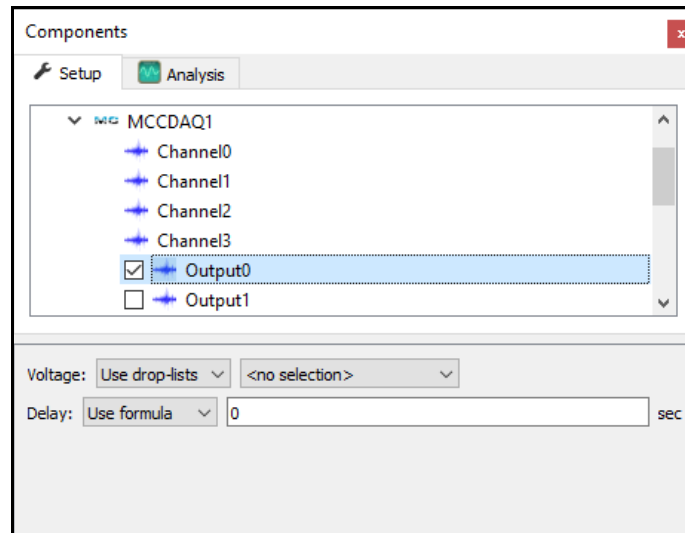 Components
x
Setup
Analysis
MC MCCDAQ1
Channel0
Channel1
Channel2
Channel3
Output0
Output1
Voltage: Use drop-lists <no selection>
Delay: Use formula 0 sec